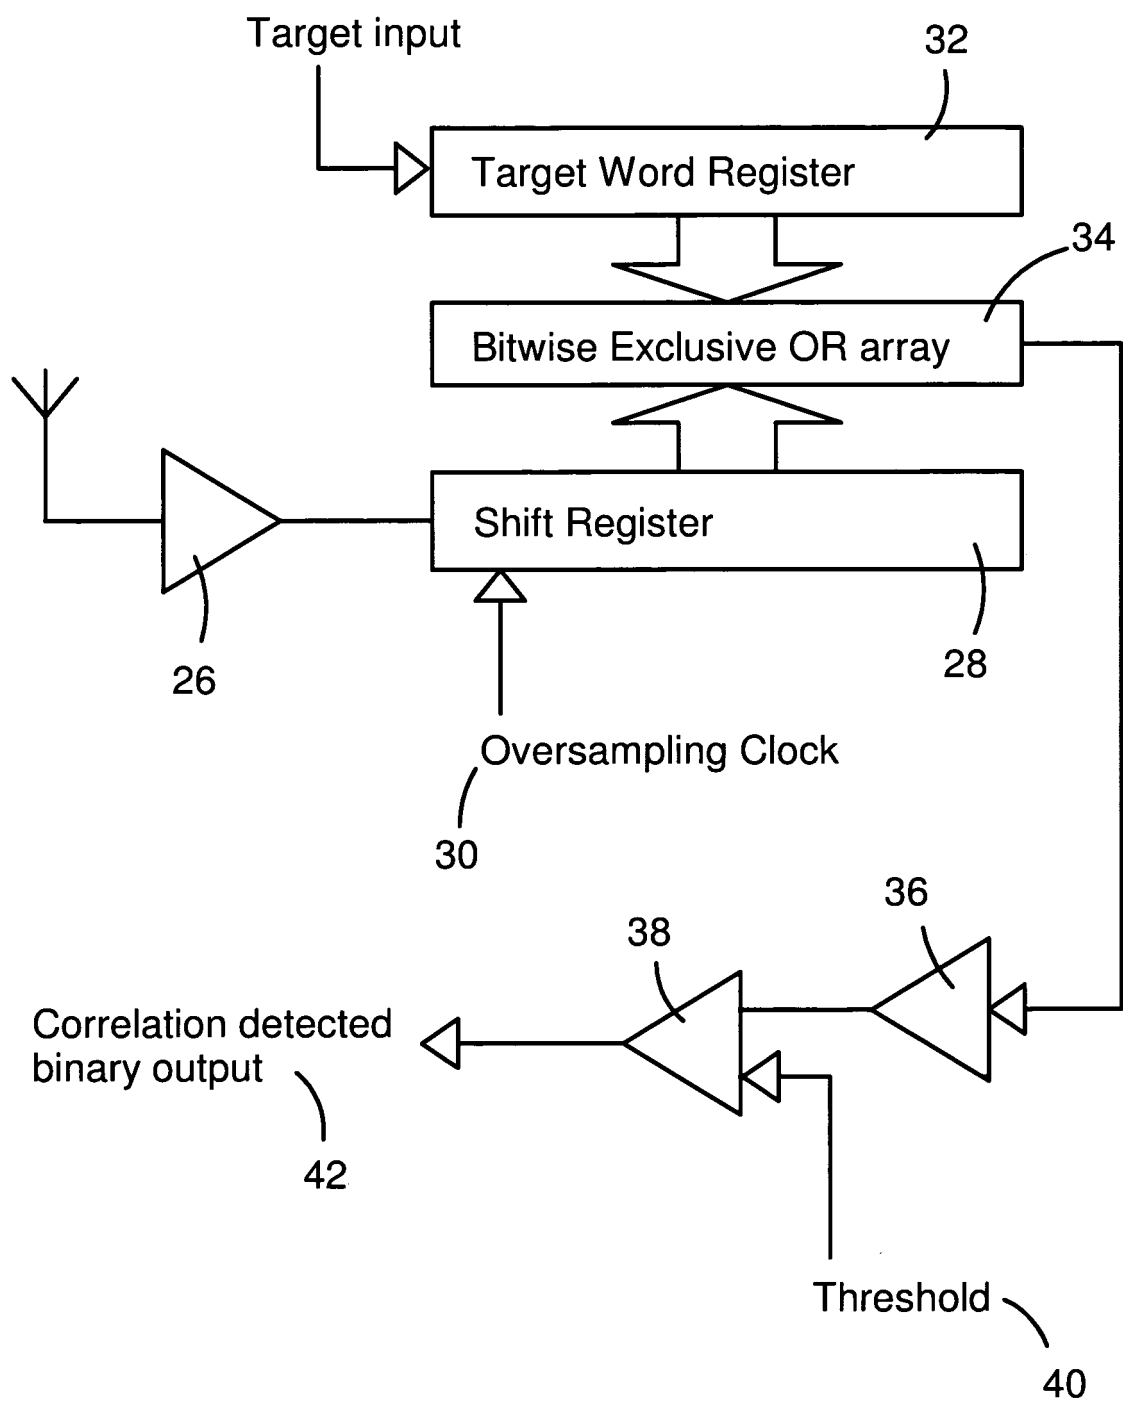 Target input
32
Target Word Register
34
Bitwise Exclusive OR array
Shift Register
26
28
Oversampling Clock
30
36
38
Correlation detected
binary output
42
Threshold
40